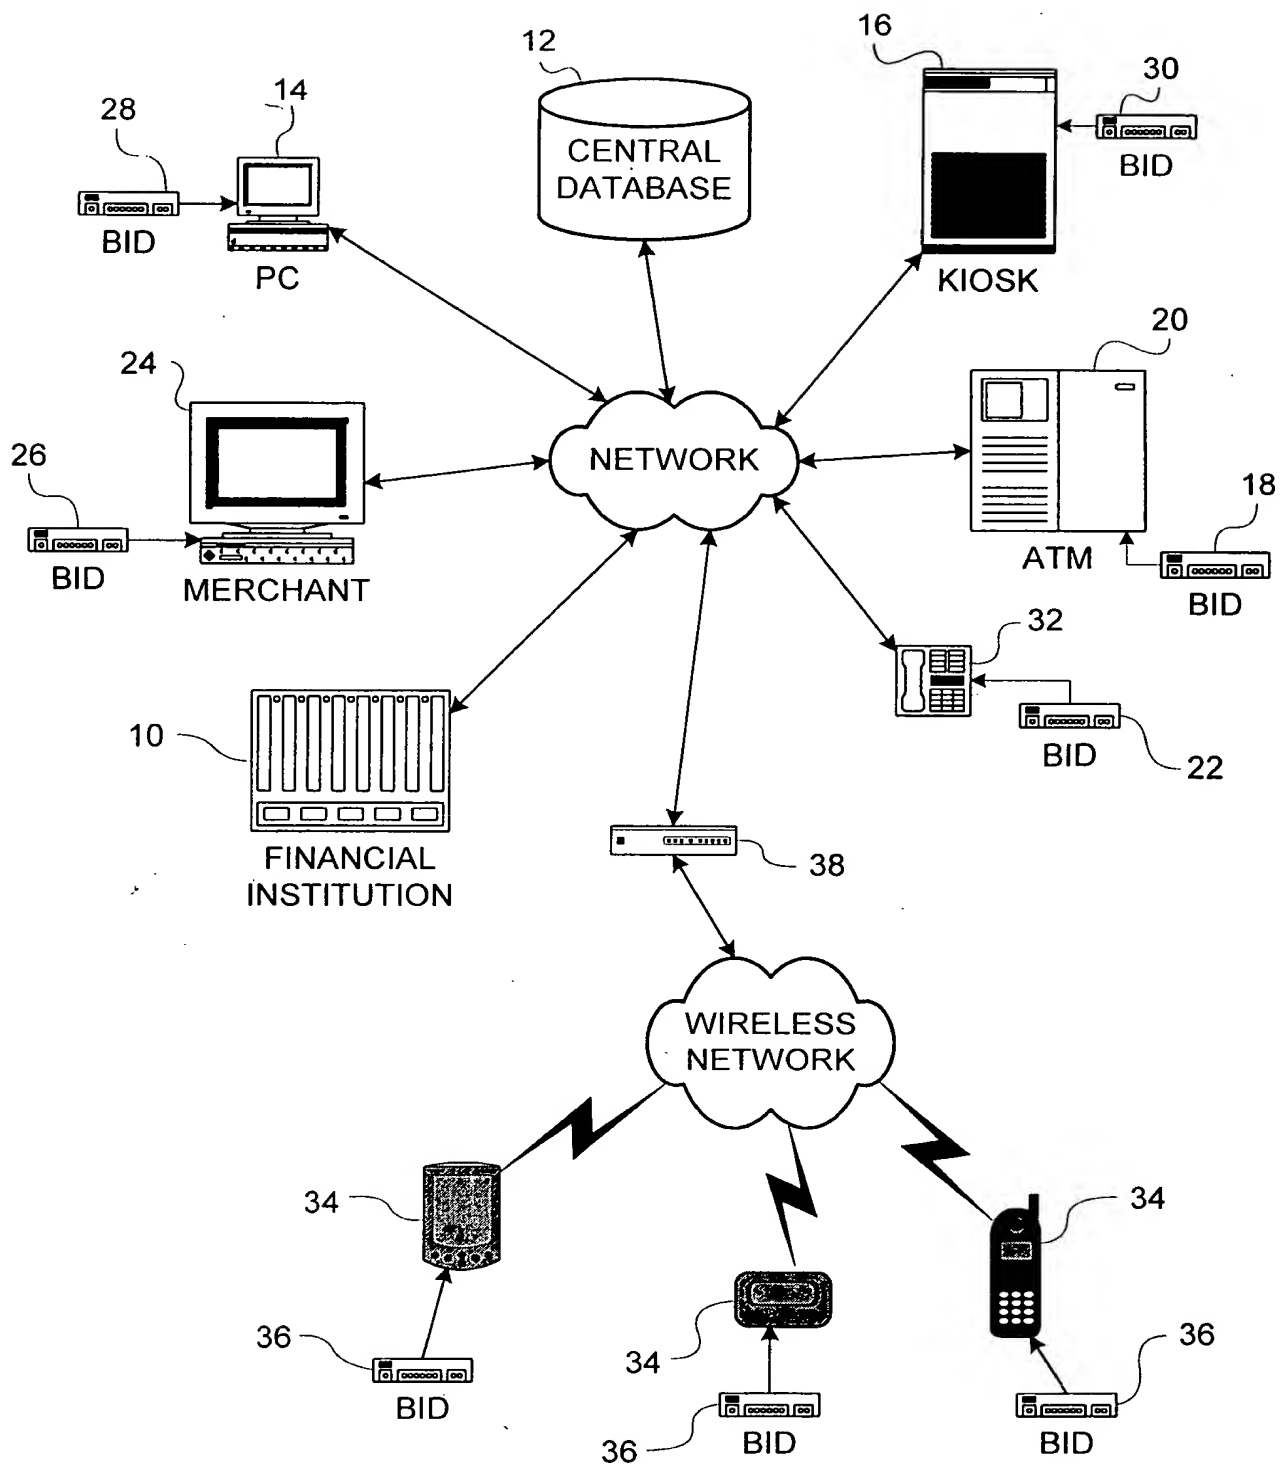 12
16
30
14
28
CENTRAL
DATABASE
BID
BID
PC
KIOSK
20
24
NETWORK
26
18
BID
MERCHANT
ATM
BID
32
10
BID
22
FINANCIAL
INSTITUTION
38
WIRELESS
NETWORK
34
34
34
36
36
BID
36
BID
BID